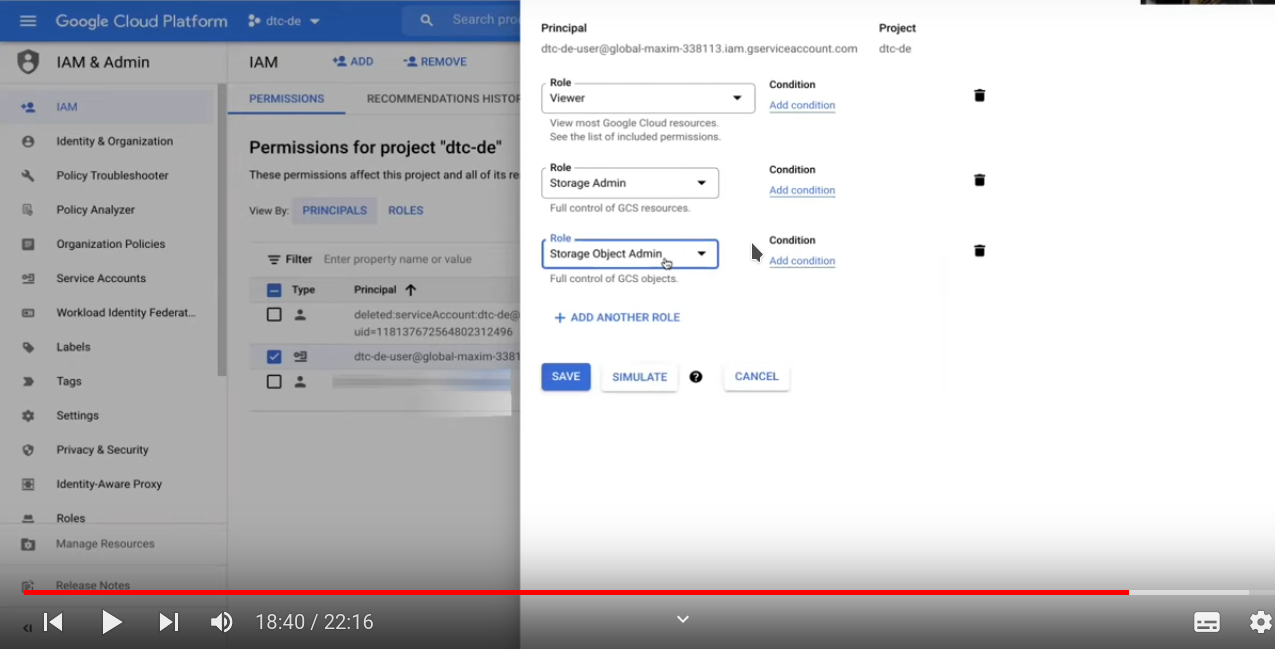 Google Cloud Platform
dtc-de
Search pro
IAM & Admin
IAM
Identity & Organization
Policy Troubleshooter
Policy Analyzer
Organization Policies
Service Accounts
Workload Identity Federat...
Labels
Tags
Settings
Privacy & Security
Identity-Aware Proxy
Roles
Manage Resources
Release Notes
IAM
ADD
REMOVE
PERMISSIONS
RECOMMENDATIONS HISTOR
Permissions for project "dtc-de"
These permissions affect this project and all of its re
View By: PRINCIPALS ROLES
Filter Enter property name or value
Type Principal
deleted:serviceAccount:dtc-de@
uid=118137672564802312496
dtc-de-user@global-maxim-3381
Principal
dtc-de-user@global-maxim-338113.iam.gserviceaccount.com
Project
dtc-de
Role
Viewer
View most Google Cloud resources.
See the list of included permissions.
Condition
Add condition
Role
Storage Admin
Full control of GCS resources.
Condition
Add condition
Role
Storage Object Admin
Full control of GCS objects.
Condition
Add condition
ADD ANOTHER ROLE
SAVE
SIMULATE
CANCEL
18:40 / 22:16